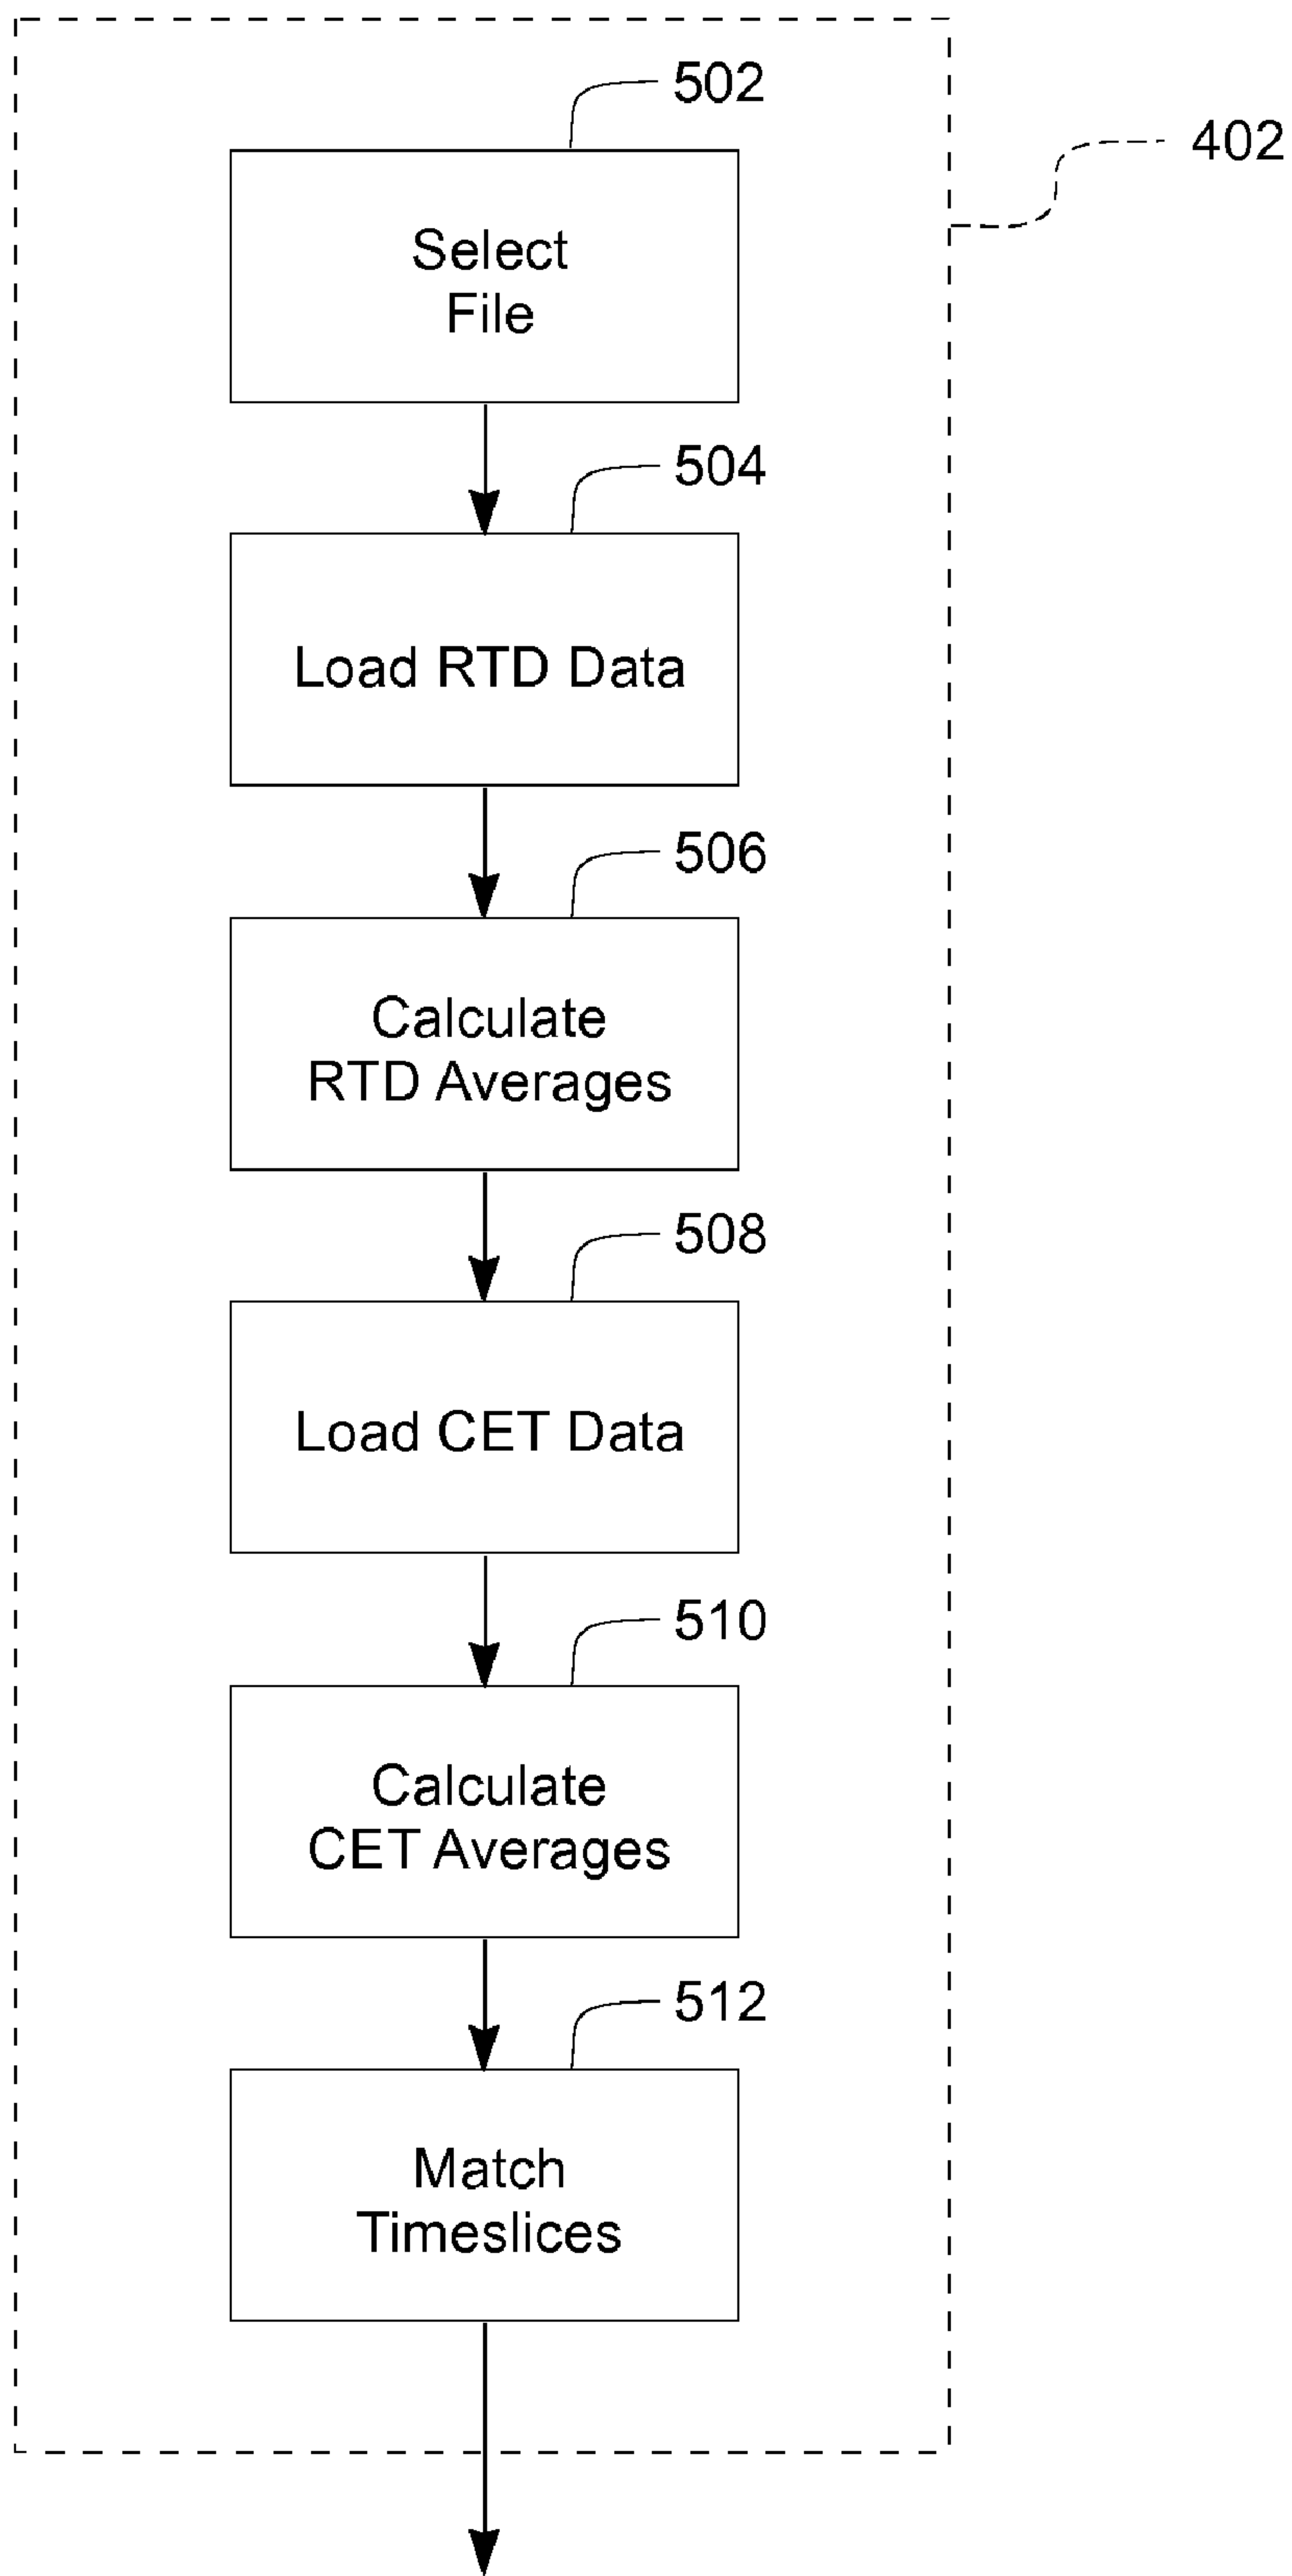 502
402
Select
File
504
Load RTD Data
506
Calculate
RTD Averages
508
Load CET Data
510
Calculate
CET Averages
512
Match
Timeslices